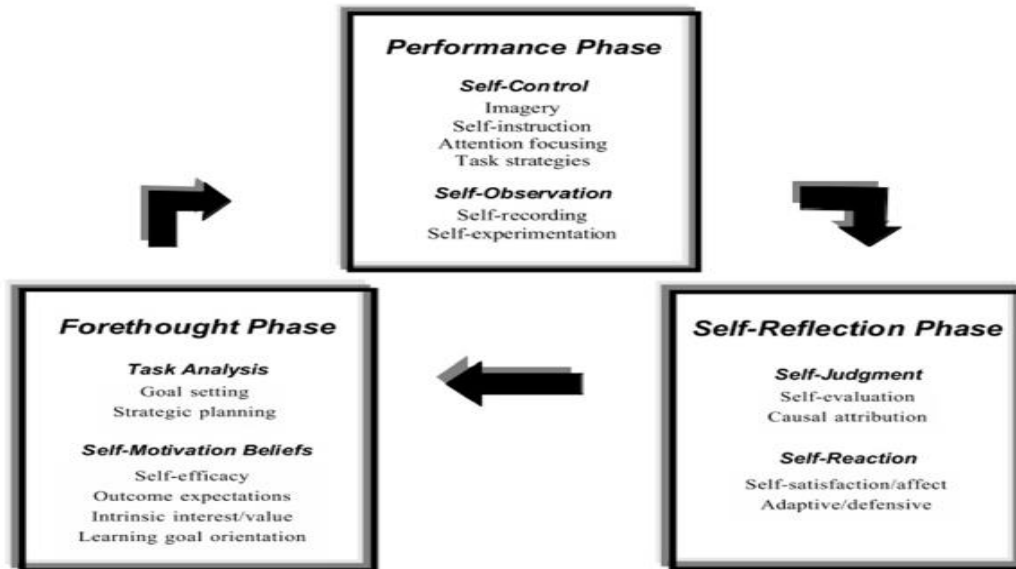 Performance Phase
Self-Control
Imagery
Self-instruction
Attention focusing
Task strategies
Self-Observation
Self-recording
Self-experimentation
Forethought Phase
Task Analysis
Goal setting
Strategic planning
Self-Motivation Beliefs
Self-efficacy
Outcome expectations
Intrinsic interest/value
Learning goal orientation
Self-Reflection Phase
Self-Judgment
Self-evaluation
Causal attribution
Self-Reaction
Self-satisfaction/affect
Adaptive/defensive